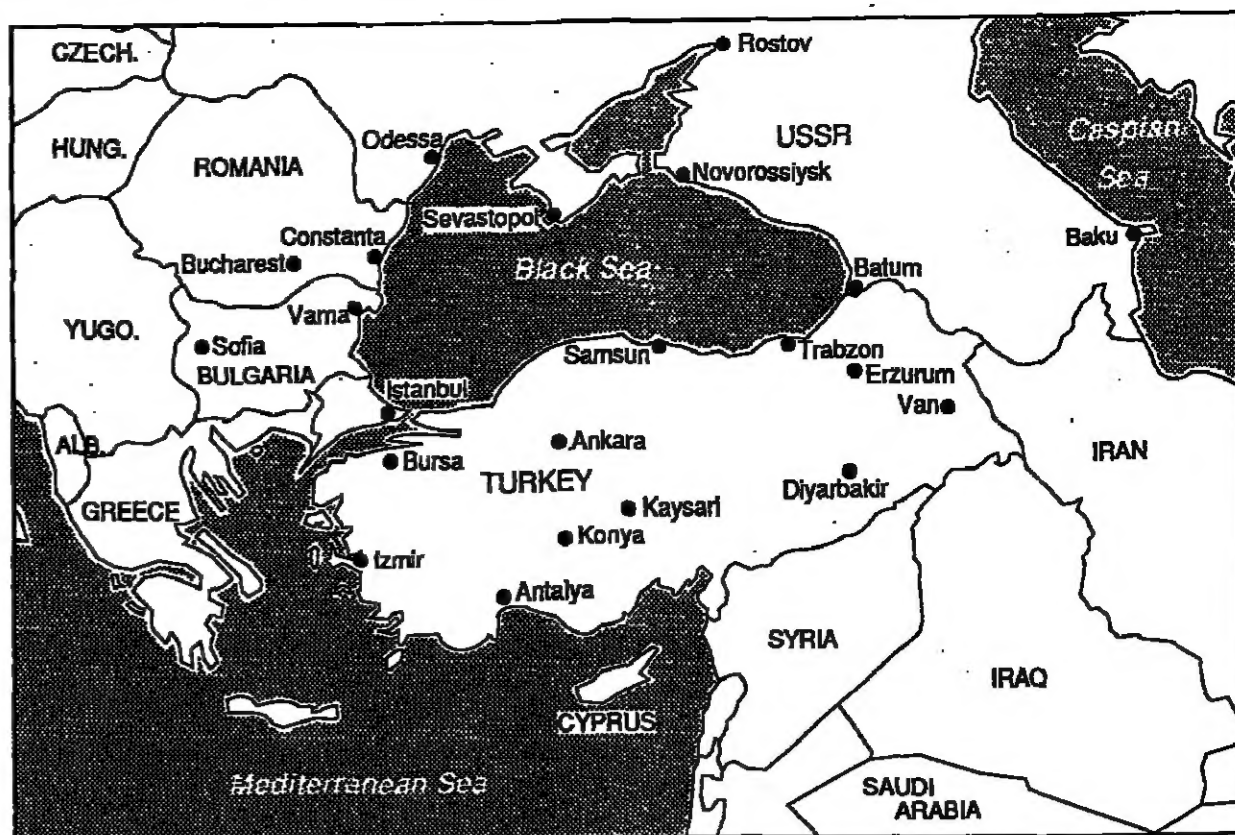 CZECH.
Rostov
HUNG.
ROMANIA
Odessa
USSR
Caspian
Sea
Novorossiysk
Sevastopol
Constanta
Bucharest
Black Sea
Baku
Batum
Varna
YUGO.
Sofia
BULGARIA
Samsun
Trabzon
Erzurum
Istanbul
Van
ALB.
Ankara
Bursa
IRAN
TURKEY
Diyarbakir
GREECE
Kaysari
Konya
Izmir
Antalya
SYRIA
IRAQ
CYPRUS
Mediterranean Sea
SAUDI
ARABIA